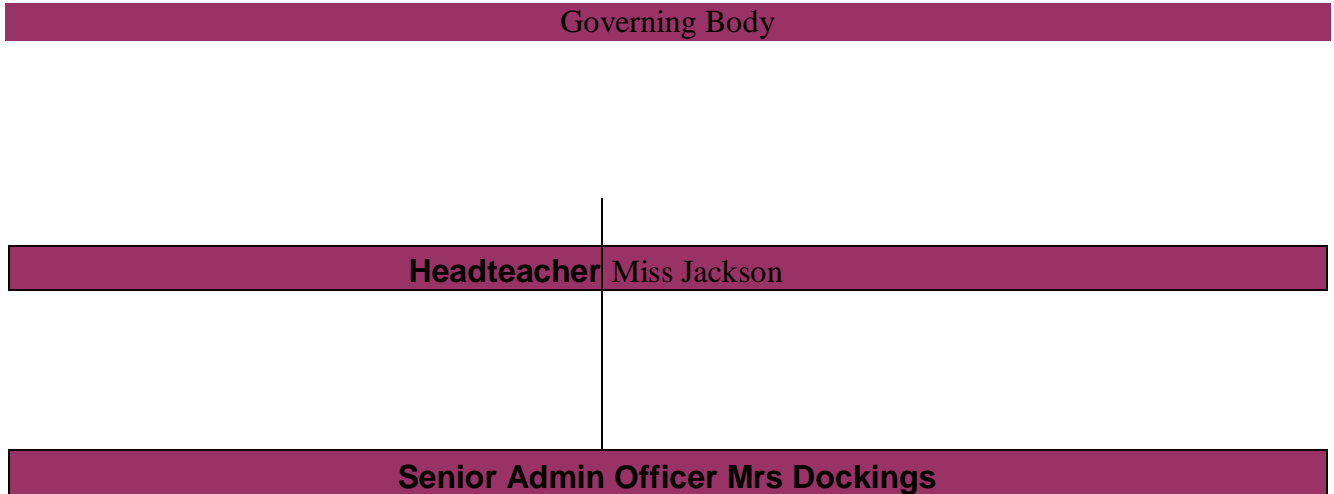 Governing Body
Headteacher Miss Jackson
Senior Admin Officer Mrs Dockings